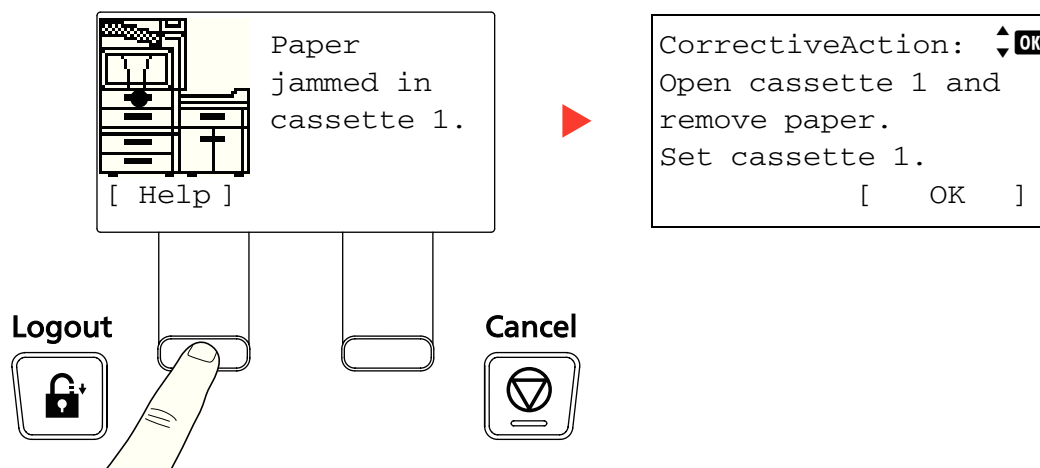 Paper
jammed in
cassette 1.
[ Help ]
CorrectiveAction: OK
Open cassette 1 and
remove paper.
Set cassette 1.
[ OK ]
Logout
Cancel